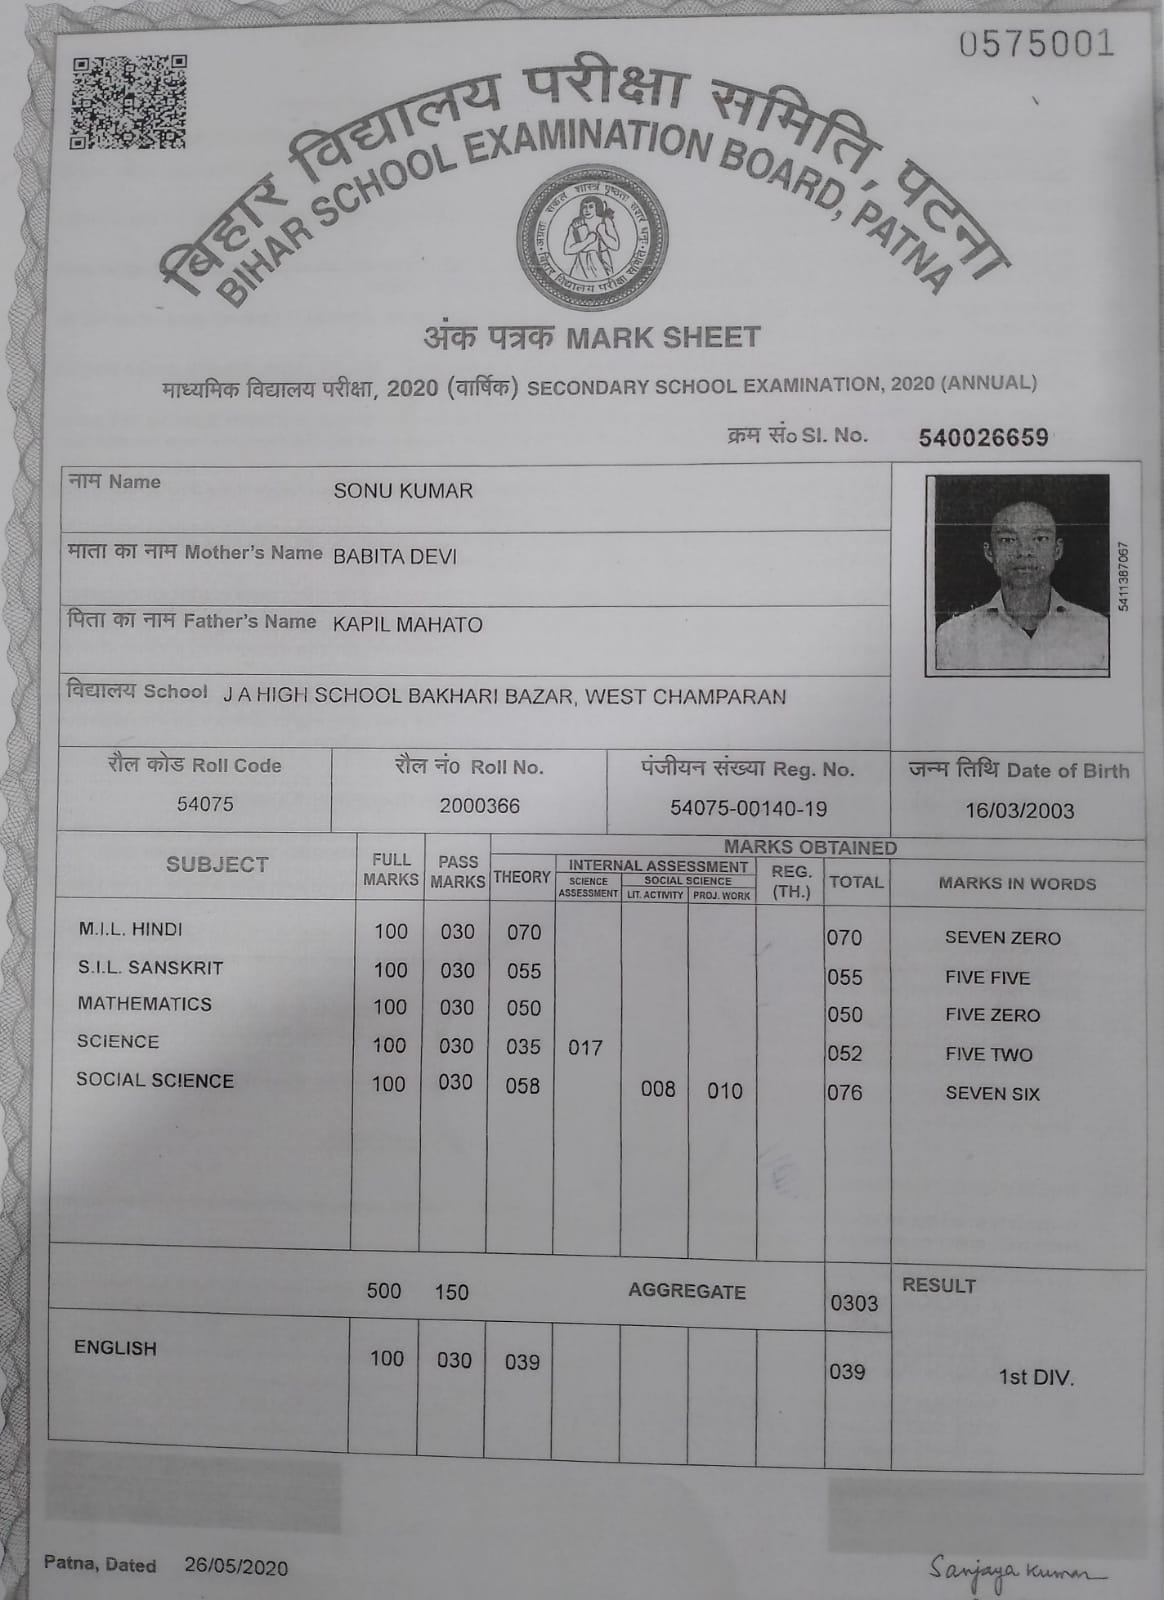 0575001
बिहार विद्यालय परीक्षा समिति, पटना
BIHAR SCHOOL EXAMINATION BOARD, PATNA
अंक पत्रक MARK SHEET
माध्यमिक विद्यालय परीक्षा, 2020 (वार्षिक) SECONDARY SCHOOL EXAMINATION, 2020 (ANNUAL)
क्रम सं० Sl. No. 540026659
नाम Name SONU KUMAR
माता का नाम Mother's Name BABITA DEVI
पिता का नाम Father's Name KAPIL MAHATO
5411387067
विद्यालय School J A HIGH SCHOOL BAKHARI BAZAR, WEST CHAMPARAN
रौल कोड Roll Code रौल नं० Roll No. पंजीयन संख्या Reg. No. जन्म तिथि Date of Birth
54075 2000366 54075-00140-19 16/03/2003
MARKS OBTAINED
SUBJECT FULL MARKS PASS MARKS THEORY INTERNAL ASSESSMENT REG. (TH.) TOTAL MARKS IN WORDS
SCIENCE ASSESSMENT SOCIAL SCIENCE
LIT. ACTIVITY PROJ. WORK
M.I.L. HINDI 100 030 070 070 SEVEN ZERO
S.I.L. SANSKRIT 100 030 055 055 FIVE FIVE
MATHEMATICS 100 030 050 050 FIVE ZERO
SCIENCE 100 030 035 017 052 FIVE TWO
SOCIAL SCIENCE 100 030 058 008 010 076 SEVEN SIX
500 150 AGGREGATE 0303 RESULT
ENGLISH 100 030 039 039 1st DIV.
Patna, Dated 26/05/2020
Sanjaya Kumar